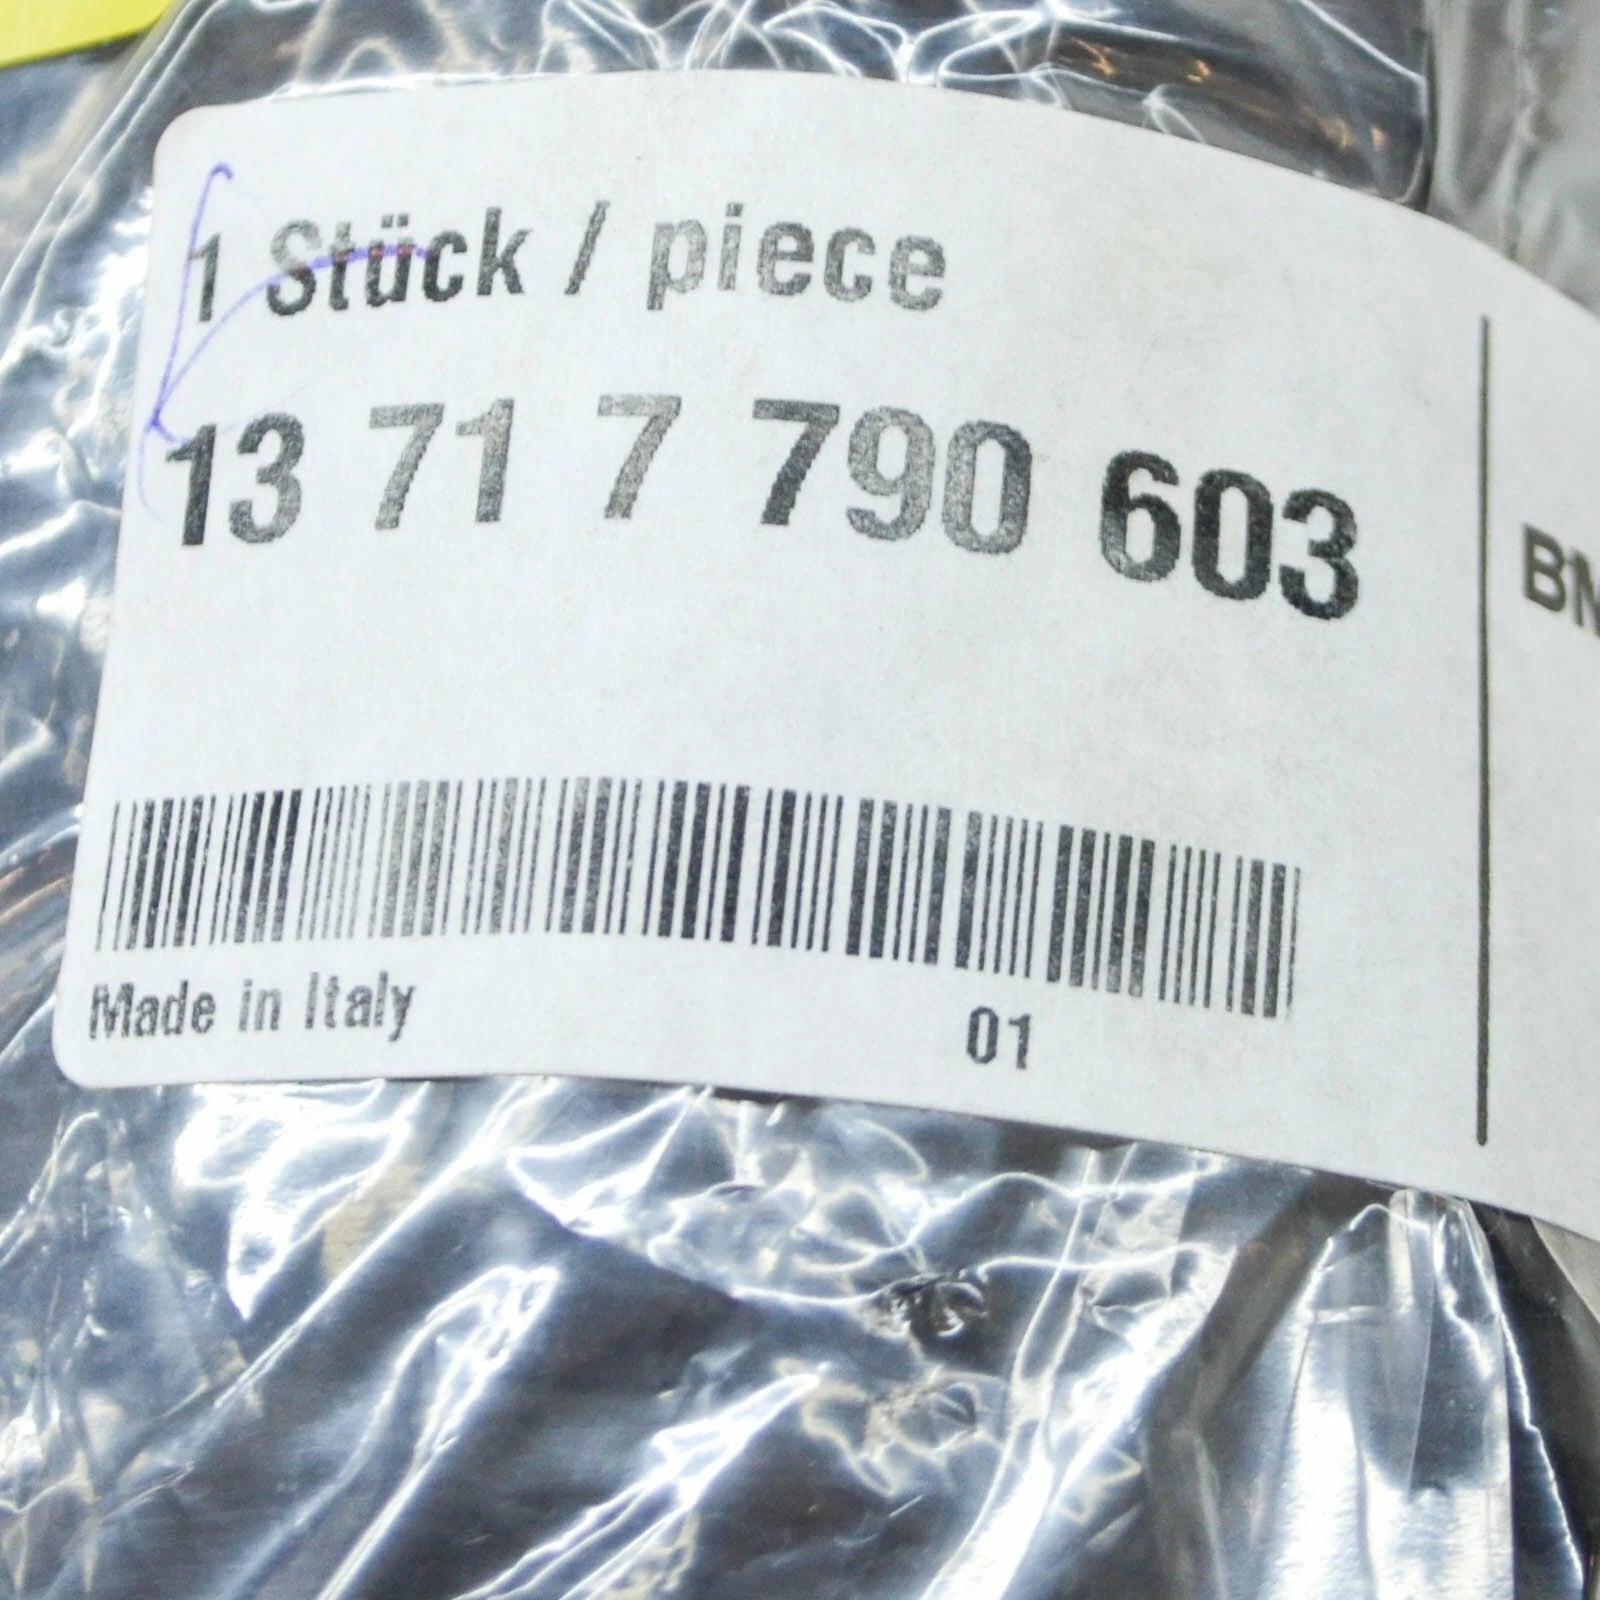 1 Stück / piece
13 71 7 790 603
Made in Italy
01